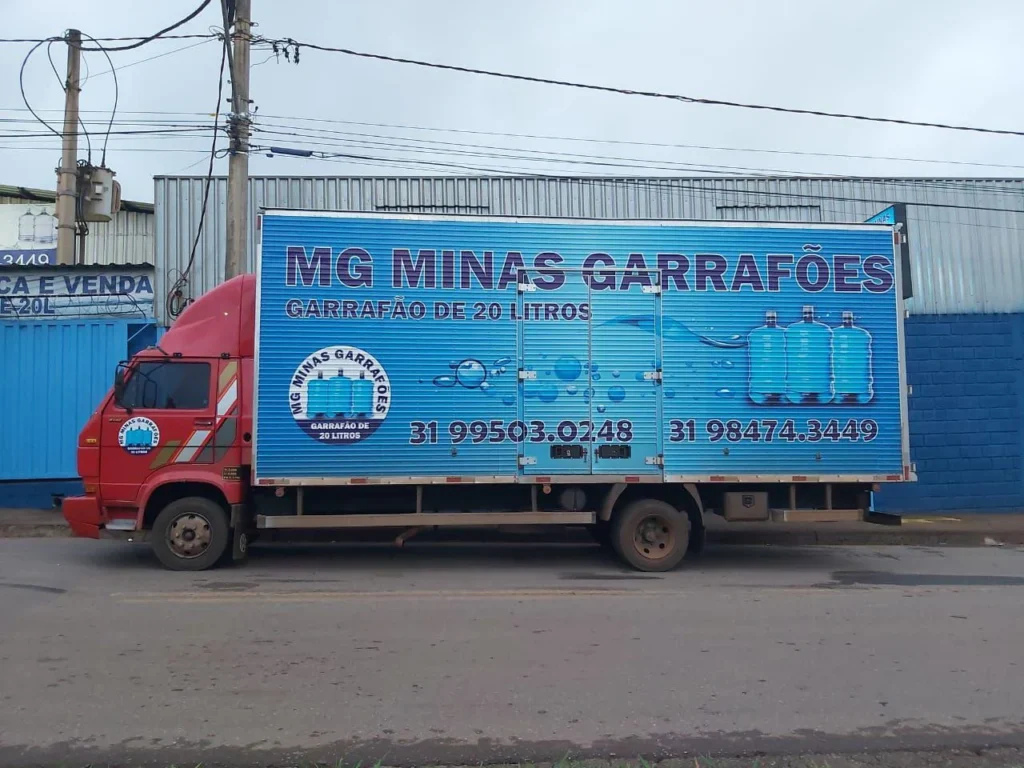 3449
CA E VENDA
E 20L
MG MINAS GARRAFÕES
GARRAFÃO DE 20 LITROS
MG MINAS GARRAFÕES
GARRAFÃO DE
20 LITROS
31 99503.0248
31 98474.3449